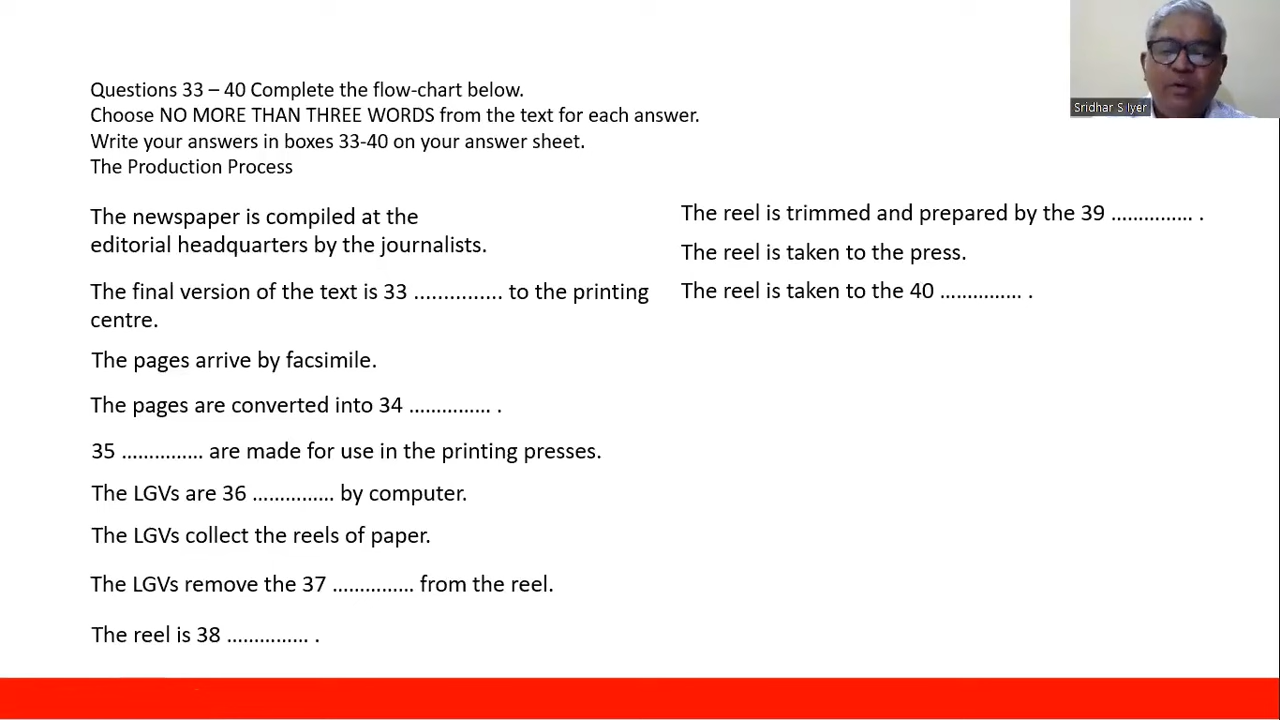 Questions 33 – 40 Complete the flow-chart below.
Choose NO MORE THAN THREE WORDS from the text for each answer.
Write your answers in boxes 33-40 on your answer sheet.
The Production Process
The newspaper is compiled at the
editorial headquarters by the journalists.
The final version of the text is 33 ............... to the printing
centre.
The pages arrive by facsimile.
The pages are converted into 34 ............... .
35 ............... are made for use in the printing presses.
The LGVs are 36 ............... by computer.
The LGVs collect the reels of paper.
The LGVs remove the 37 ............... from the reel.
The reel is 38 ............... .
The reel is trimmed and prepared by the 39 ............... .
The reel is taken to the press.
The reel is taken to the 40 ............... .
Sridhar S Iyer